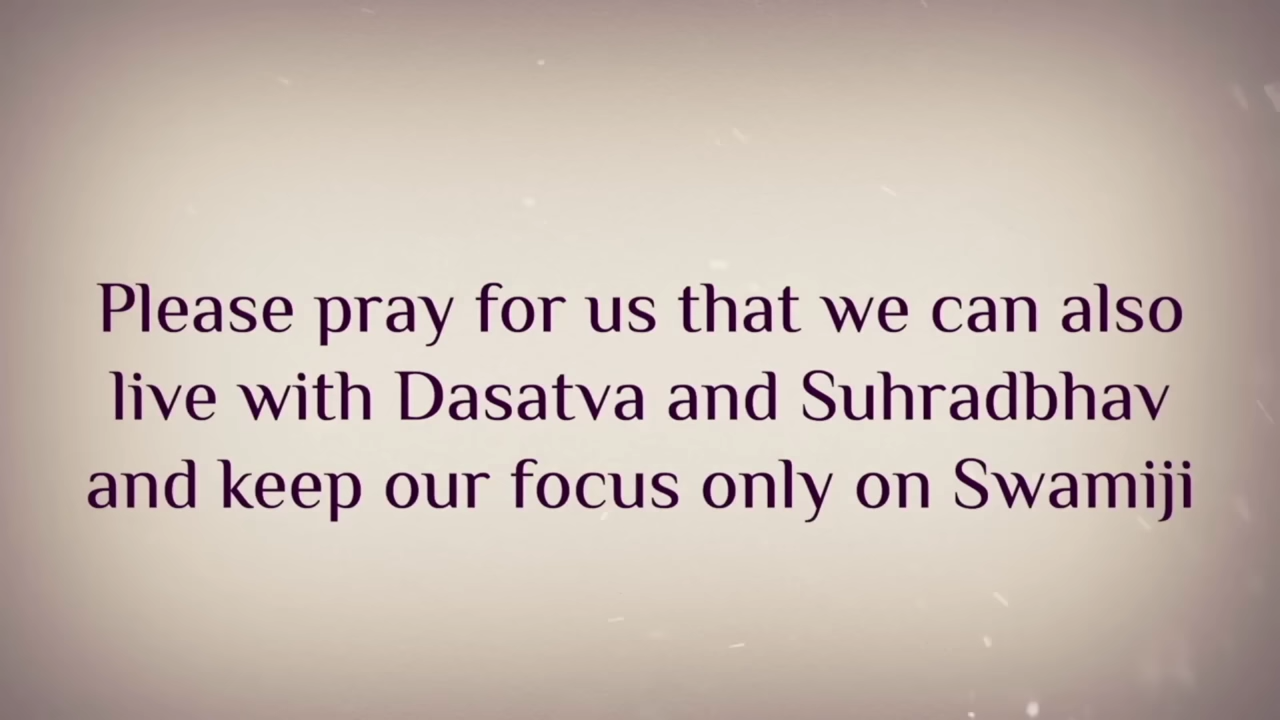 Please pray for us that we can also
live with Dasatva and Suhradbhav
and keep our focus only on Swamiji